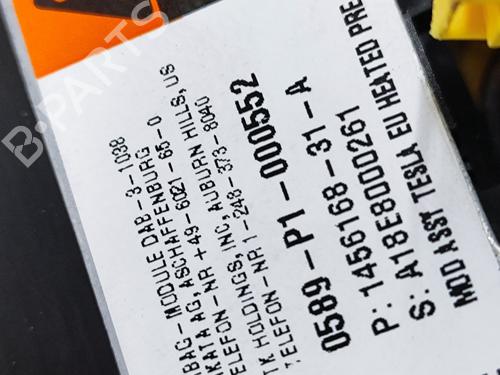 BAG-MODULE DAB-3-1038
KATA AG, ASCHAFFENBURG
ELEFON-NR +49-6021-65-0
TK HOLDINGS, INC, AUBURN HILLS, US
TELEFON-NR 1-248-373-8040
0589-P1-000552
P: 1456168-31-A
S: A18E8000261
MOD ASSY TESLA EU HEATED PRE
B-PARTS